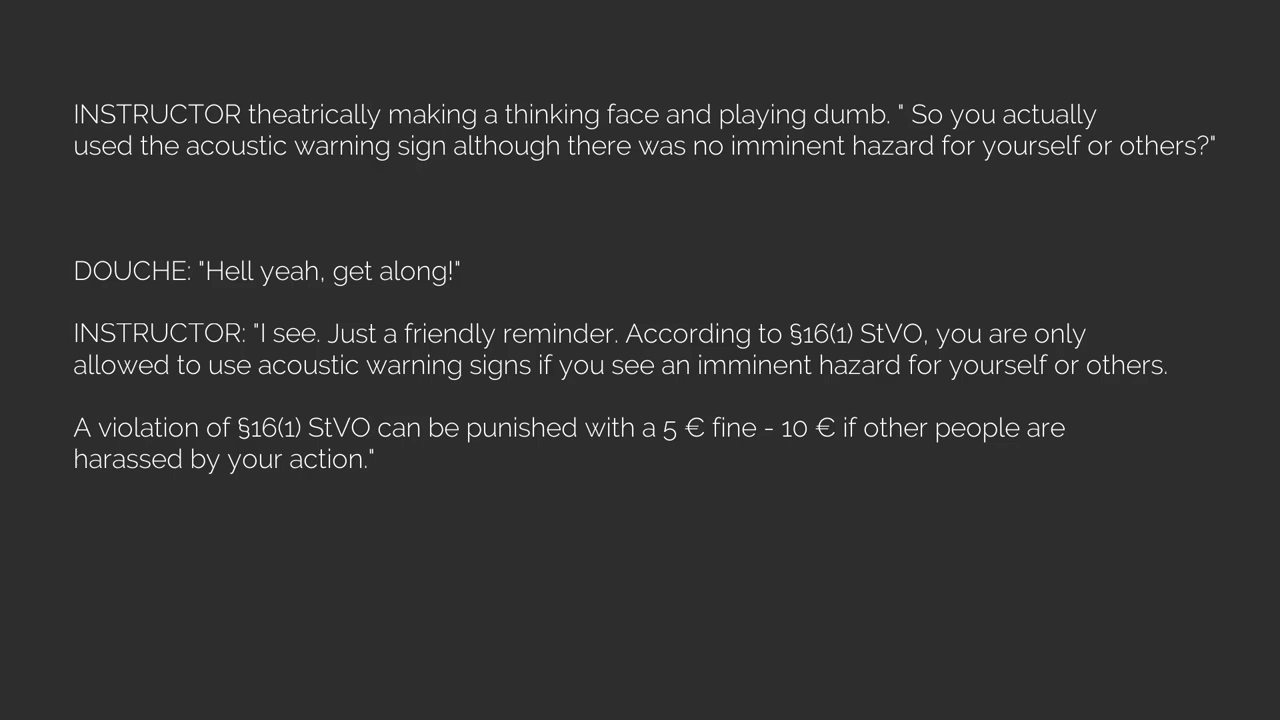 INSTRUCTOR theatrically making a thinking face and playing dumb. " So you actually
used the acoustic warning sign although there was no imminent hazard for yourself or others?"
DOUCHE: "Hell yeah, get along!"
INSTRUCTOR: "I see. Just a friendly reminder. According to §16(1) StVO, you are only
allowed to use acoustic warning signs if you see an imminent hazard for yourself or others.
A violation of §16(1) StVO can be punished with a 5 € fine - 10 € if other people are
harassed by your action."